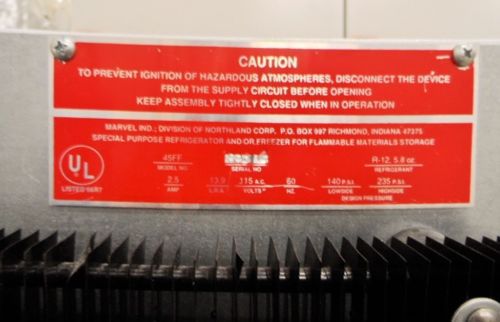 CAUTION
TO PREVENT IGNITION OF HAZARDOUS ATMOSPHERES, DISCONNECT THE DEVICE
FROM THE SUPPLY CIRCUIT BEFORE OPENING
KEEP ASSEMBLY TIGHTLY CLOSED WHEN IN OPERATION
MARVEL IND.; DIVISION OF NORTHLAND CORP. P.O. BOX 997 RICHMOND, INDIANA 47375
SPECIAL PURPOSE REFRIGERATOR AND/OR FREEZER FOR FLAMMABLE MATERIALS STORAGE
UL
LISTED
45FF R-12, 5.8 oz.
MODEL NO. SERIAL NO REFRIGERANT
2.5 13.9 115 A.C. 60 140 P.S.I. 235 P.S.I.
AMP L.R.A. VOLTS HZ. LOWSIDE HIGHSIDE
DESIGN PRESSURE